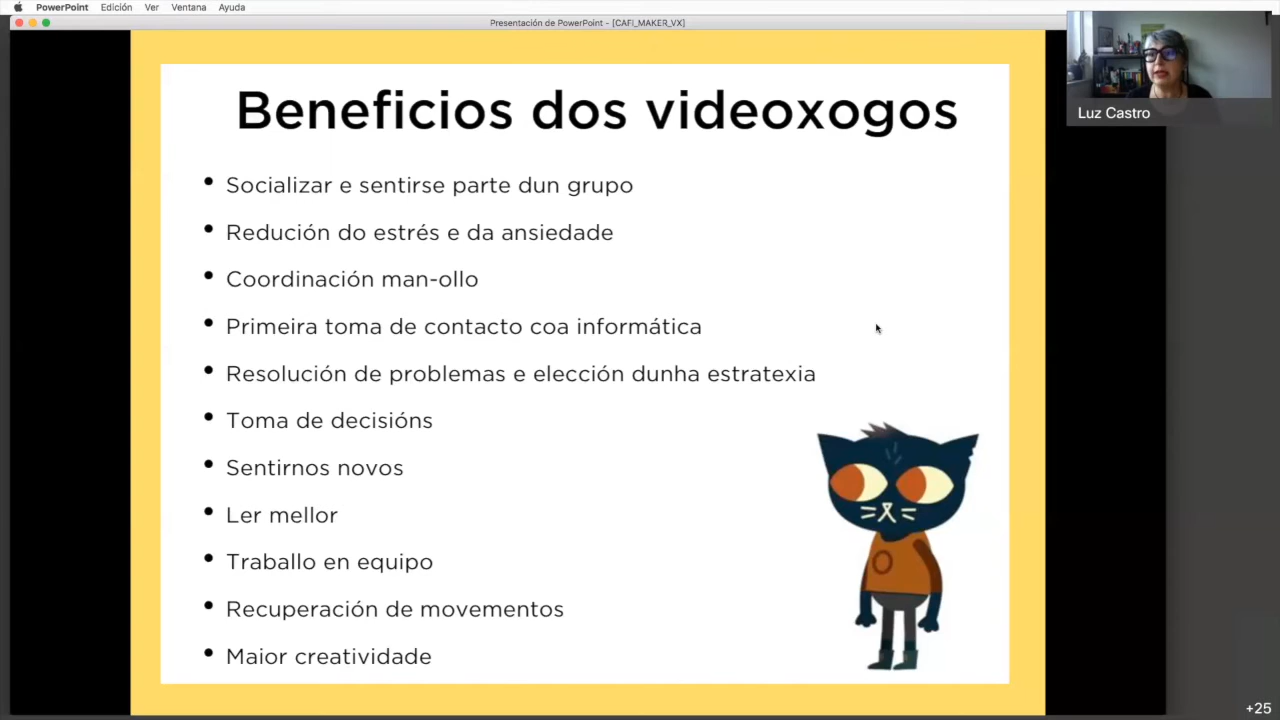 PowerPoint Edición Ver Ventana Ayuda
Presentación de PowerPoint - [CAFI_MAKER_VX]
Luz Castro
Beneficios dos videoxogos
• Socializar e sentirse parte dun grupo
• Redución do estrés e da ansiedade
• Coordinación man-ollo
• Primeira toma de contacto coa informática
• Resolución de problemas e elección dunha estratexia
• Toma de decisións
• Sentirnos novos
• Ler mellor
• Traballo en equipo
• Recuperación de movementos
• Maior creatividade
+25